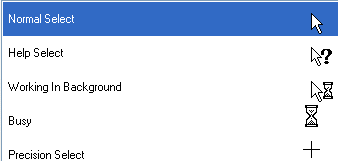 Normal Select
Help Select
Working In Background
Busy
Precision Select